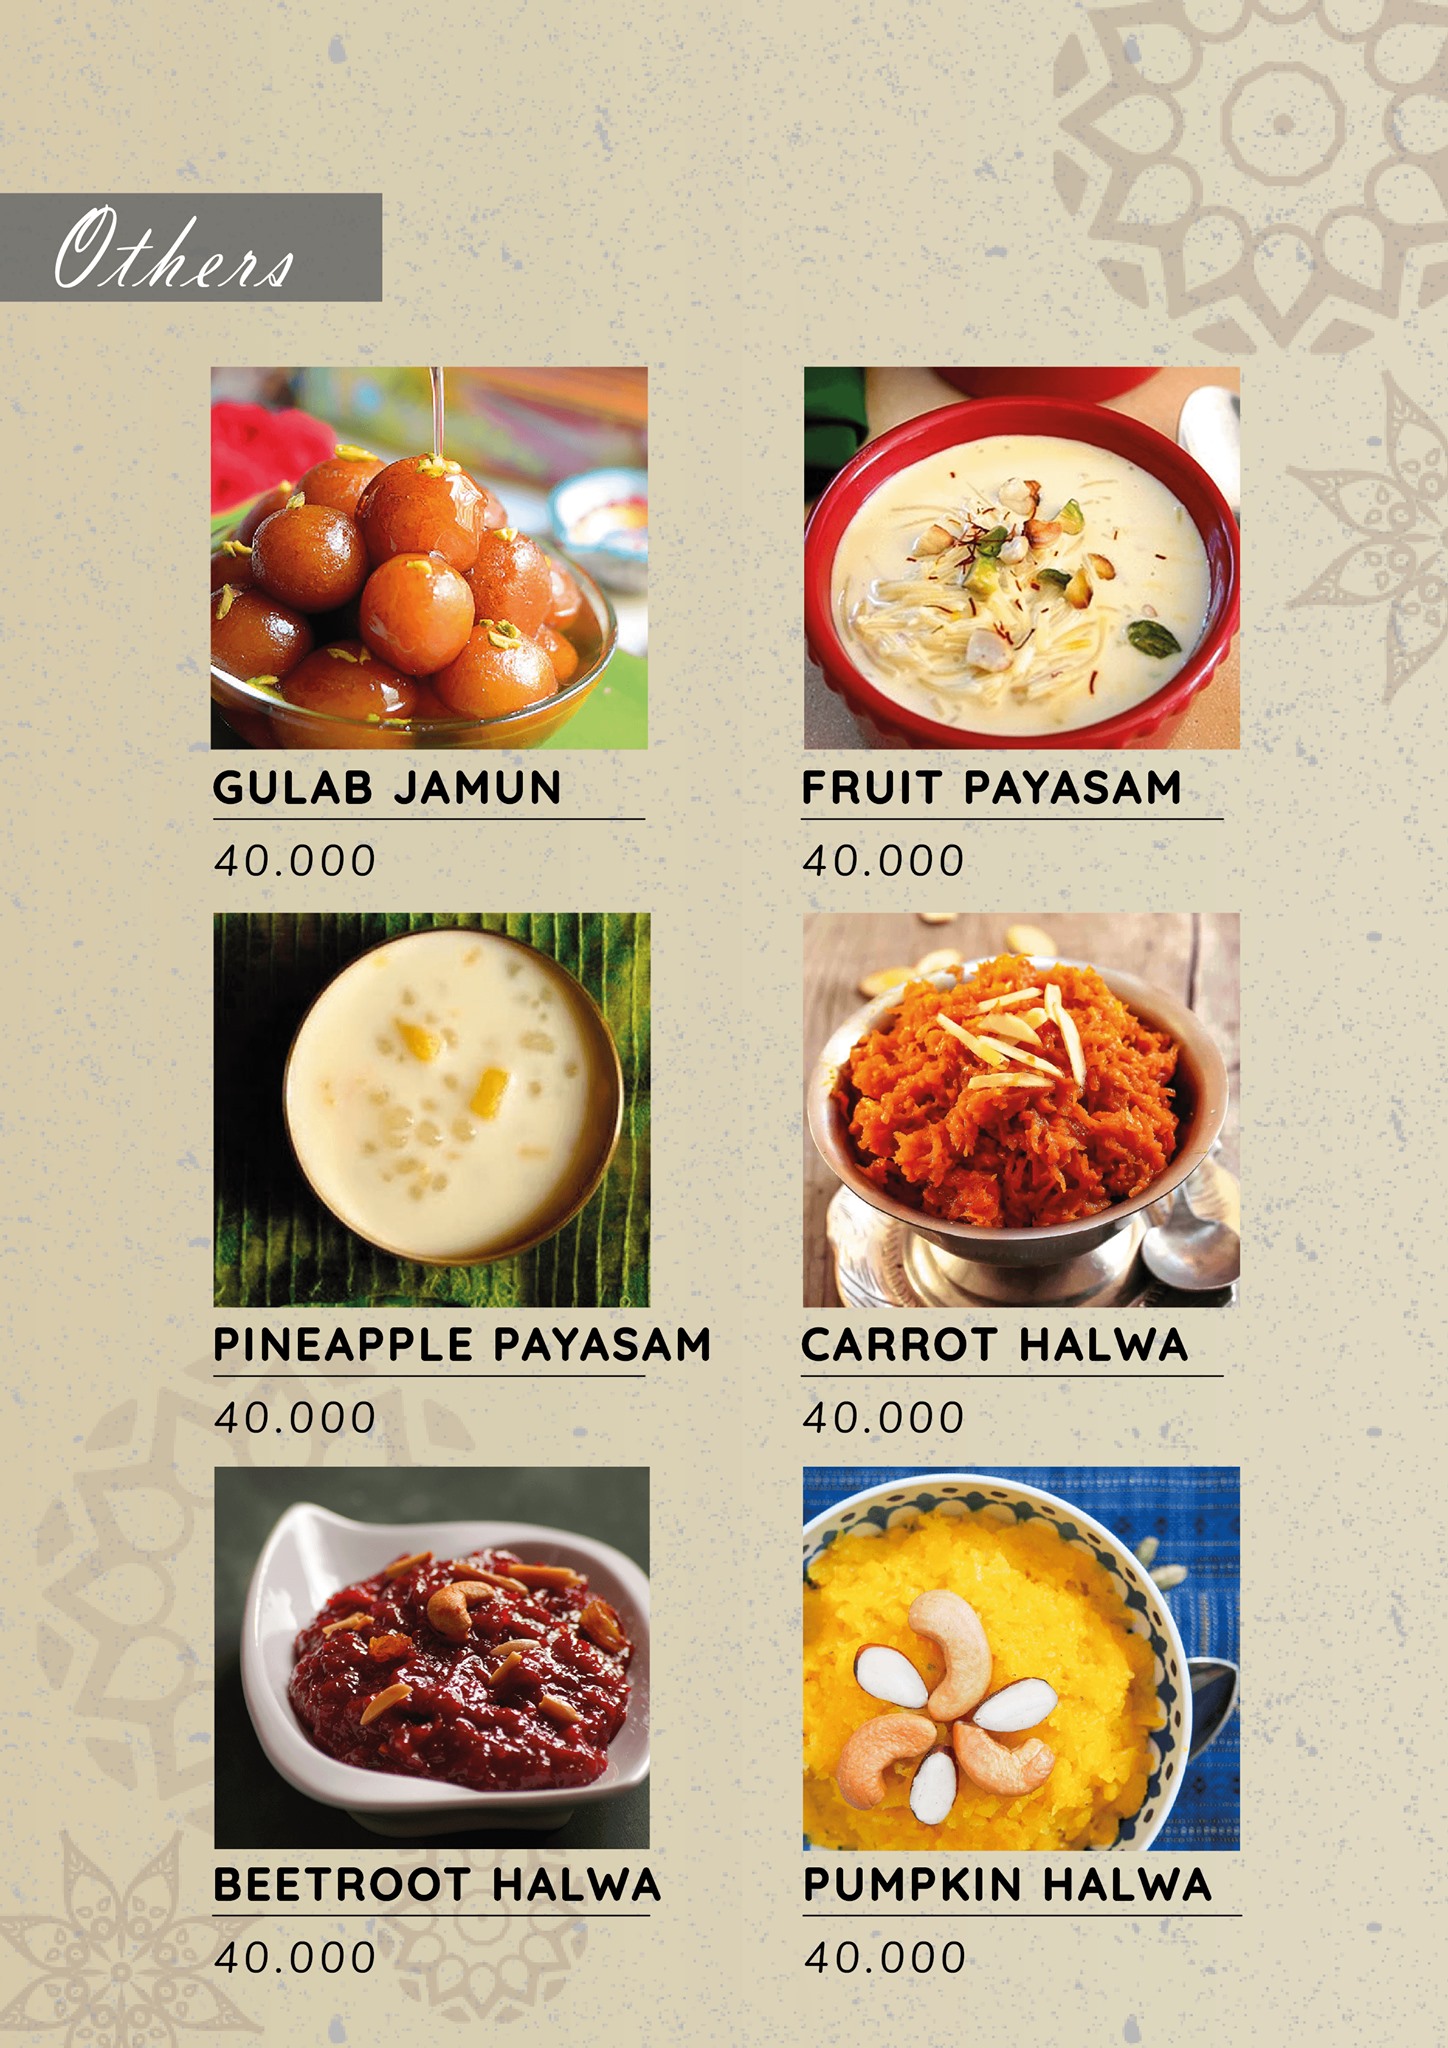 Others
GULAB JAMUN
40.000
FRUIT PAYASAM
40.000
PINEAPPLE PAYASAM
40.000
CARROT HALWA
40.000
BEETROOT HALWA
40.000
PUMPKIN HALWA
40.000